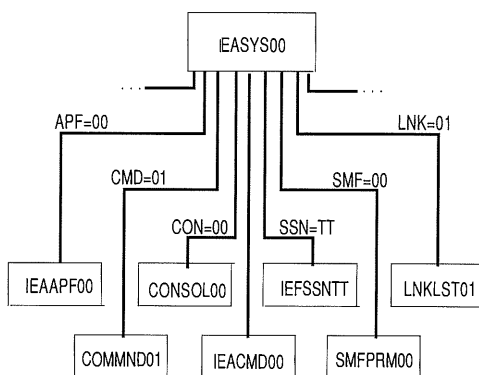 IEASYS00
... ...
APF=00 LNK=01
CMD=01 SMF=00
CON=00 SSN=TT
IEAAPF00 CONSOL00 IEFSSNTT LNKLST01
COMMND01 IEACMD00 SMFPRM00